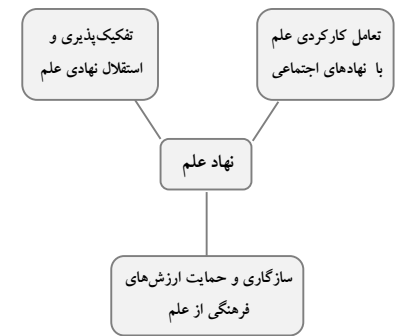 تعامل کارکردی علم
با نهادهای اجتماعی
تفکیک‌پذیری و
استقلال نهادی علم
نهاد علم
سازگاری و حمایت ارزش‌های
فرهنگی از علم